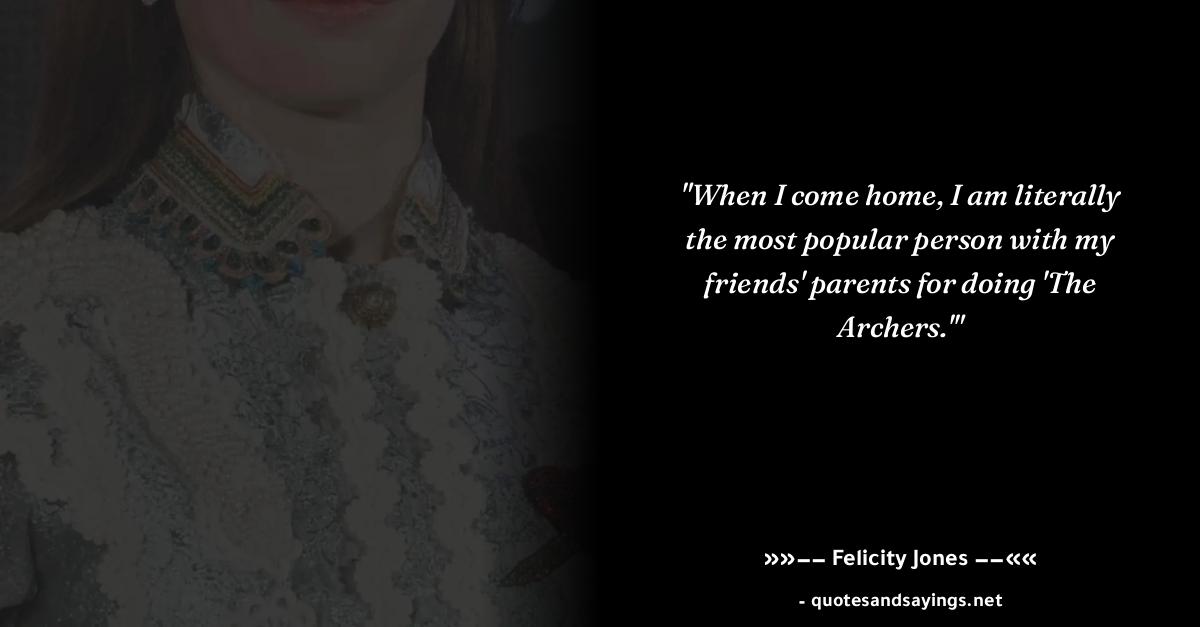 "When I come home, I am literally
the most popular person with my
friends' parents for doing 'The
Archers.'"
»»−− Felicity Jones −−««
- quotesandsayings.net